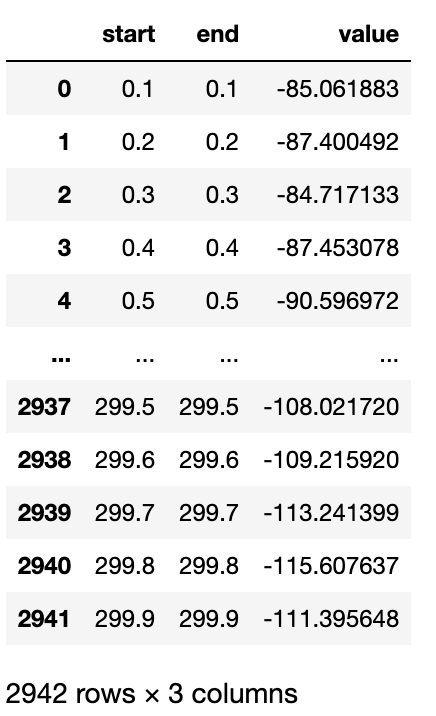 start end value
0 0.1 0.1 -85.061883
1 0.2 0.2 -87.400492
2 0.3 0.3 -84.717133
3 0.4 0.4 -87.453078
4 0.5 0.5 -90.596972
... ... ... ...
2937 299.5 299.5 -108.021720
2938 299.6 299.6 -109.215920
2939 299.7 299.7 -113.241399
2940 299.8 299.8 -115.607637
2941 299.9 299.9 -111.395648
2942 rows × 3 columns